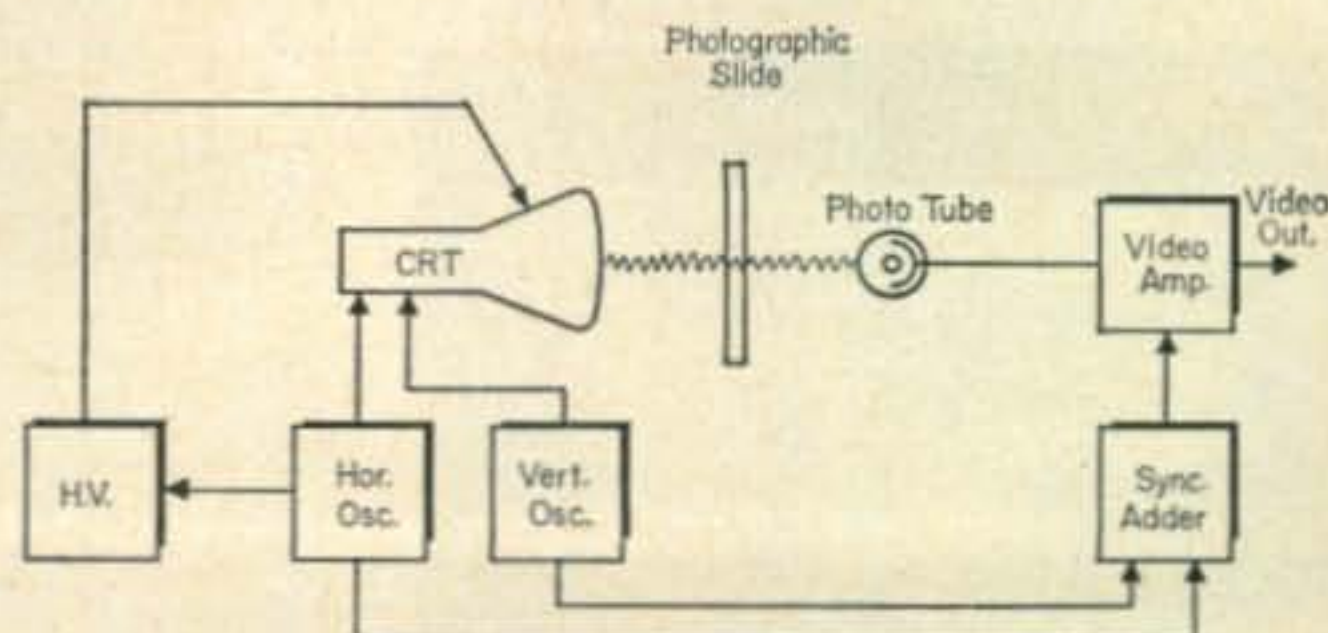 Photographic
Slide
Photo Tube
Video
Out.
CRT
Video
Amp.
H.V.
Hor.
Osc.
Vert.
Osc.
Sync.
Adder